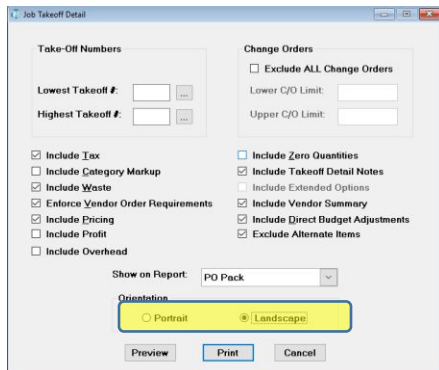 Job Takeoff Detail
Take-Off Numbers
Lowest Takeoff #:
...
Highest Takeoff #:
...
Change Orders
Exclude ALL Change Orders
Lower C/O Limit:
Upper C/O Limit:
Include Tax
Include Category Markup
Include Waste
Enforce Vendor Order Requirements
Include Pricing
Include Profit
Include Overhead
Include Zero Quantities
Include Takeoff Detail Notes
Include Extended Options
Include Vendor Summary
Include Direct Budget Adjustments
Exclude Alternate Items
Show on Report: PO Pack
Orientation
Portrait Landscape
Preview Print Cancel